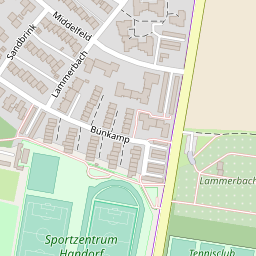 Middelfeld
Sandbrink
Lammerbach
Bunkamp
Lammerbach
Sportzentrum
Handorf
Tennisclub